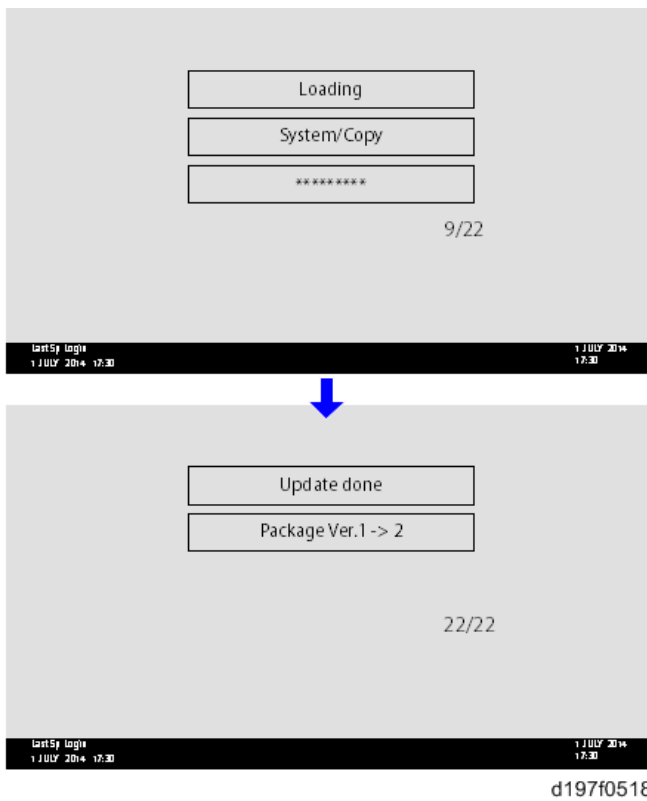 Loading
System/Copy
*********
9/22
Last Sp Login
1 JULY 2014 17:30
1 JULY 2014
17:30
Update done
Package Ver.1 -> 2
22/22
Last Sp Login
1 JULY 2014 17:30
1 JULY 2014
17:30
d197f0518